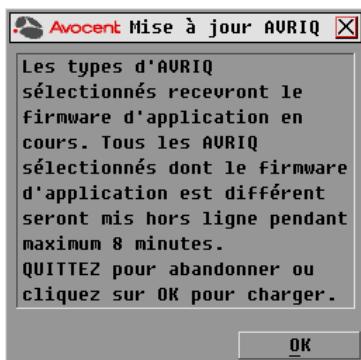 Avocent Mise à jour AVRIQ
Les types d'AVRIQ
sélectionnés recevront le
firmware d'application en
cours. Tous les AVRIQ
sélectionnés dont le firmware
d'application est différent
seront mis hors ligne pendant
maximum 8 minutes.
QUITTEZ pour abandonner ou
cliquez sur OK pour charger.
OK